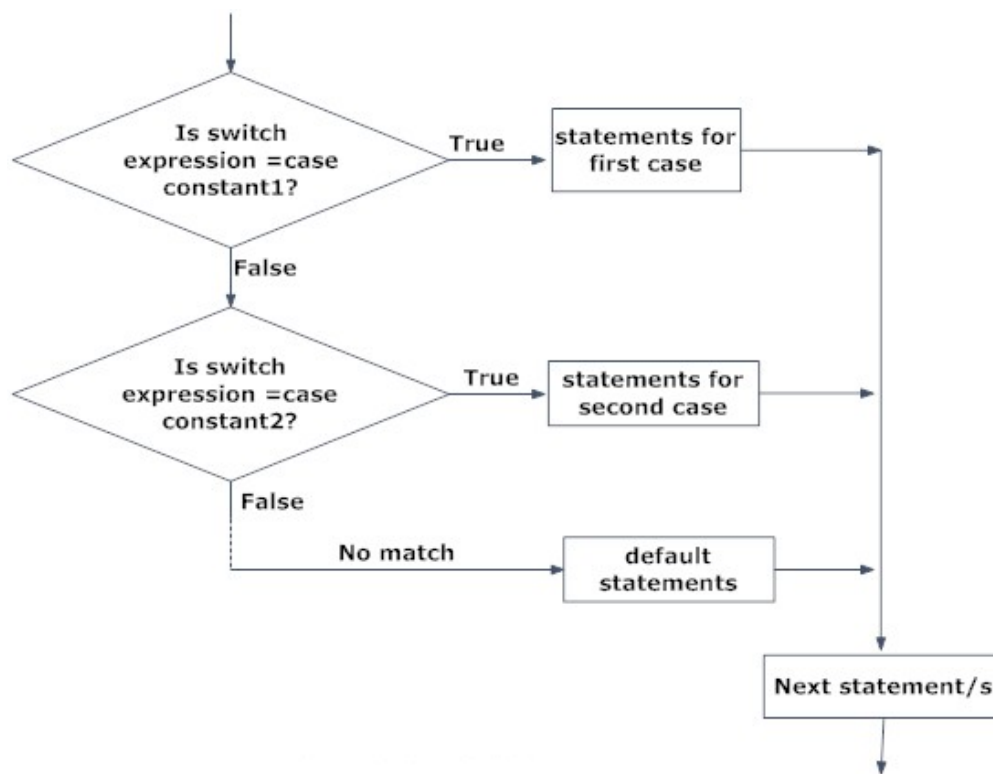 Is switch
expression =case
constant1?
True
statements for
first case
False
Is switch
expression =case
constant2?
True
statements for
second case
False
No match
default
statements
Next statement/s